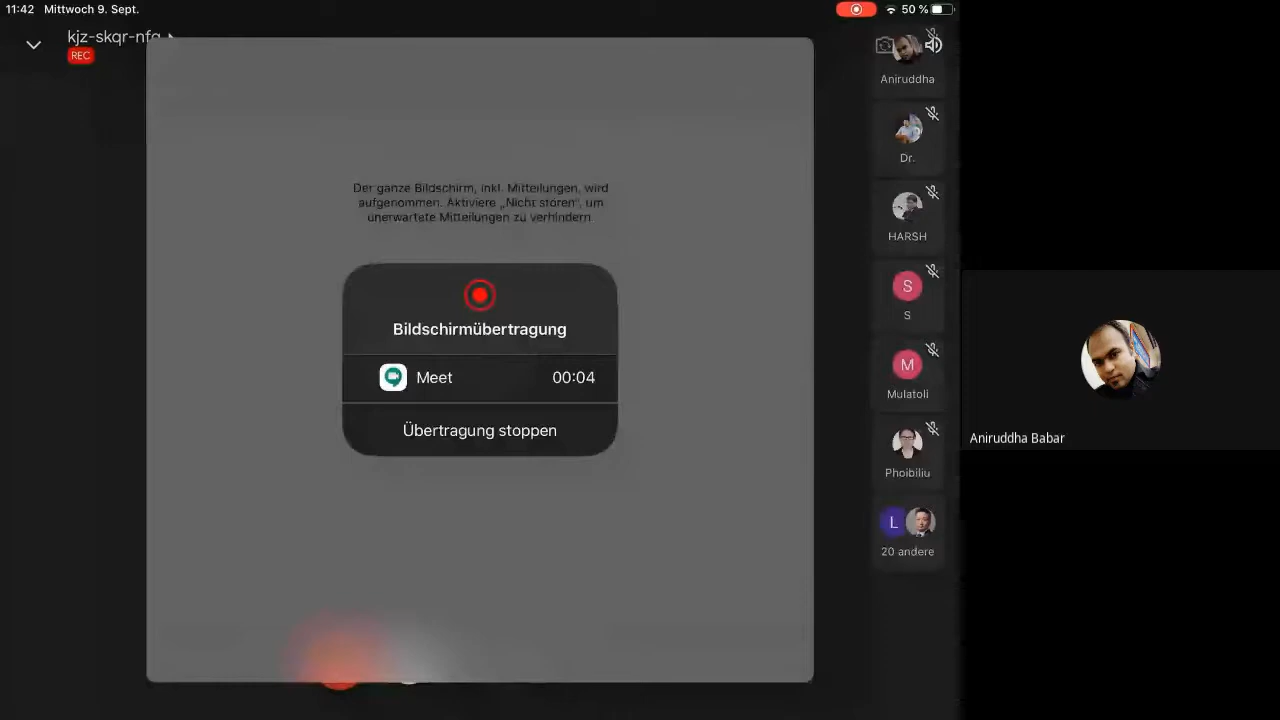 11:42 Mittwoch 9. Sept.
50 %
kjz-skqr-nfq
REC
Der ganze Bildschirm, inkl. Mitteilungen, wird
aufgenommen. Aktiviere „Nicht stören“, um
unerwartete Mitteilungen zu verhindern
Bildschirmübertragung
Meet 00:04
Übertragung stoppen
Aniruddha
Dr.
HARSH
S
S
M
Mulatoli
Phoibiliu
L
20 andere
Aniruddha Babar